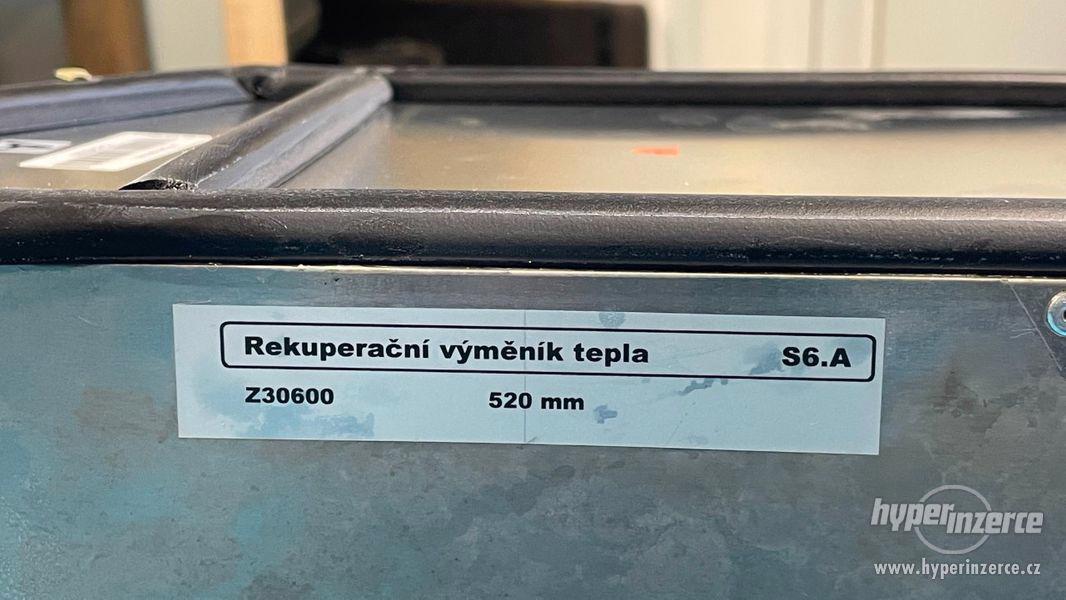 Rekuperační výměník tepla S6.A
Z30600 520 mm
hyperinzerce
www.hyperinzerce.cz